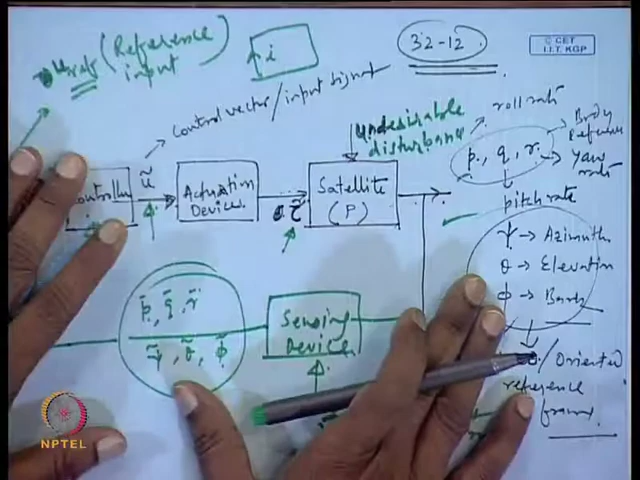 32-12
© CET
I.I.T. KGP
(Reference
input)
i
control vector/input signal
undesirable
disturbance
roll rate
Body
Reference
p, q, r.
yaw
rate
pitch rate
Controller
ũ
Actuation
Device
τ̃
Satellite
(P)
ψ → Azimuth
θ → Elevation
φ → Bank
/Oriented
reference
frame
p̃, q̃, r̃
ψ̃, θ̃, φ̃
Sensing
Device
NPTEL